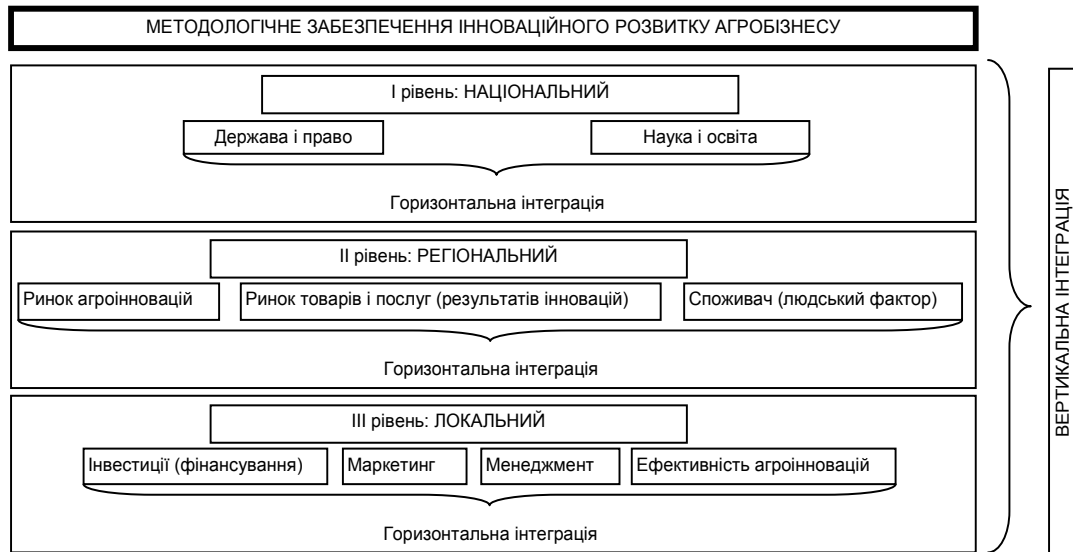 МЕТОДОЛОГІЧНЕ ЗАБЕЗПЕЧЕННЯ ІННОВАЦІЙНОГО РОЗВИТКУ АГРОБІЗНЕСУ
І рівень: НАЦІОНАЛЬНИЙ
Держава і право
Наука і освіта
Горизонтальна інтеграція
ІІ рівень: РЕГІОНАЛЬНИЙ
Ринок агроінновацій
Ринок товарів і послуг (результатів інновацій)
Споживач (людський фактор)
Горизонтальна інтеграція
ІІІ рівень: ЛОКАЛЬНИЙ
Інвестиції (фінансування)
Маркетинг
Менеджмент
Ефективність агроінновацій
Горизонтальна інтеграція
ВЕРТИКАЛЬНА ІНТЕГРАЦІЯ